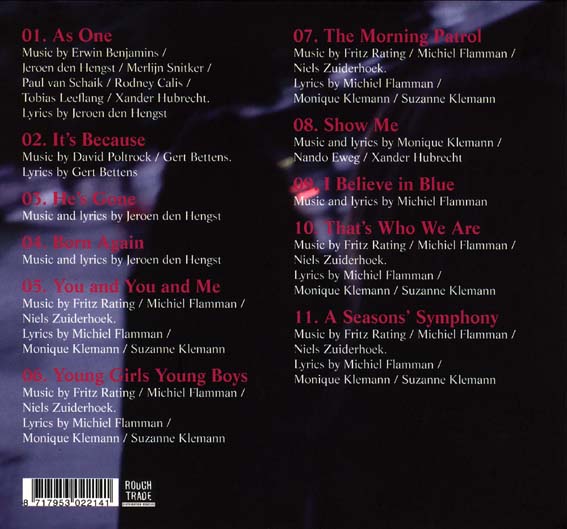 01. As One
Music by Erwin Benjamins /
Jeroen den Hengst / Merlijn Snitker /
Paul van Schaik / Rodney Calis /
Tobias Leeflang / Xander Hubrecht.
Lyrics by Jeroen den Hengst
02. It's Because
Music by David Poltrock / Gert Bettens.
Lyrics by Gert Bettens
03. He's Gone
Music and lyrics by Jeroen den Hengst
04. Born Again
Music and lyrics by Jeroen den Hengst
05. You and You and Me
Music by Fritz Rating / Michiel Flamman /
Niels Zuiderhoek.
Lyrics by Michiel Flamman /
Monique Klemann / Suzanne Klemann
06. Young Girls Young Boys
Music by Fritz Rating / Michiel Flamman /
Niels Zuiderhoek.
Lyrics by Michiel Flamman /
Monique Klemann / Suzanne Klemann
07. The Morning Patrol
Music by Fritz Rating / Michiel Flamman /
Niels Zuiderhoek.
Lyrics by Michiel Flamman /
Monique Klemann / Suzanne Klemann
08. Show Me
Music and lyrics by Monique Klemann /
Nando Eweg / Xander Hubrecht
09. I Believe in Blue
Music and lyrics by Michiel Flamman
10. That's Who We Are
Music by Fritz Rating / Michiel Flamman /
Niels Zuiderhoek.
Lyrics by Michiel Flamman /
Monique Klemann / Suzanne Klemann
11. A Seasons' Symphony
Music by Fritz Rating / Michiel Flamman /
Niels Zuiderhoek.
Lyrics by Michiel Flamman /
Monique Klemann / Suzanne Klemann
8 717953 022141
ROUGH
TRADE